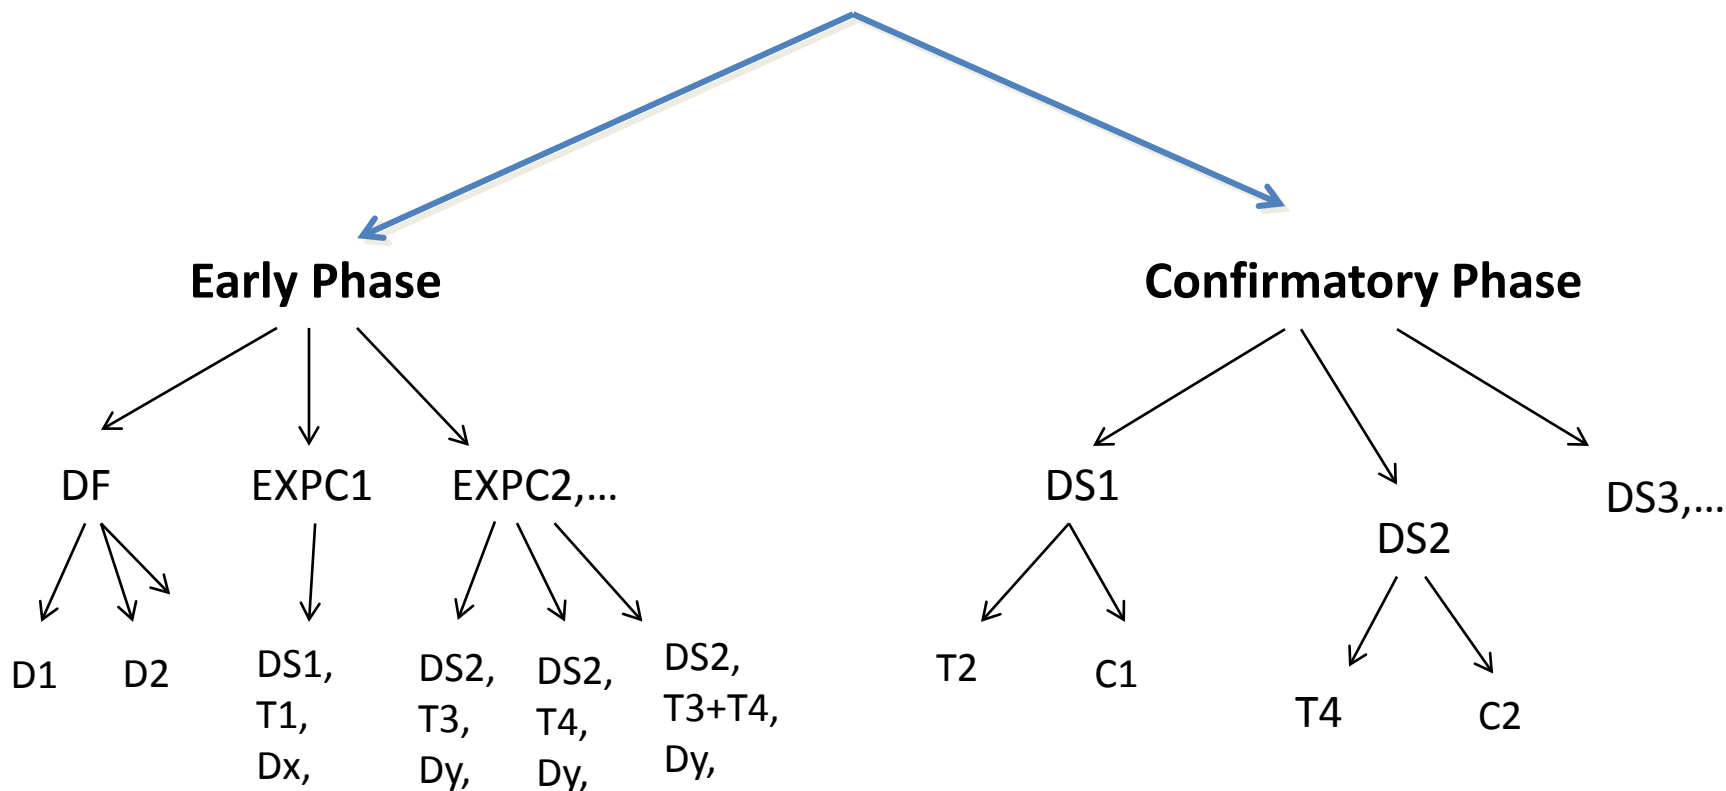 Early Phase
Confirmatory Phase
DF
EXPC1
EXPC2,...
DS1
DS2
DS3,...
D1
D2
DS1,
T1,
Dx,
DS2,
T3,
Dy,
DS2,
T4,
Dy,
DS2,
T3+T4,
Dy,
T2
C1
T4
C2